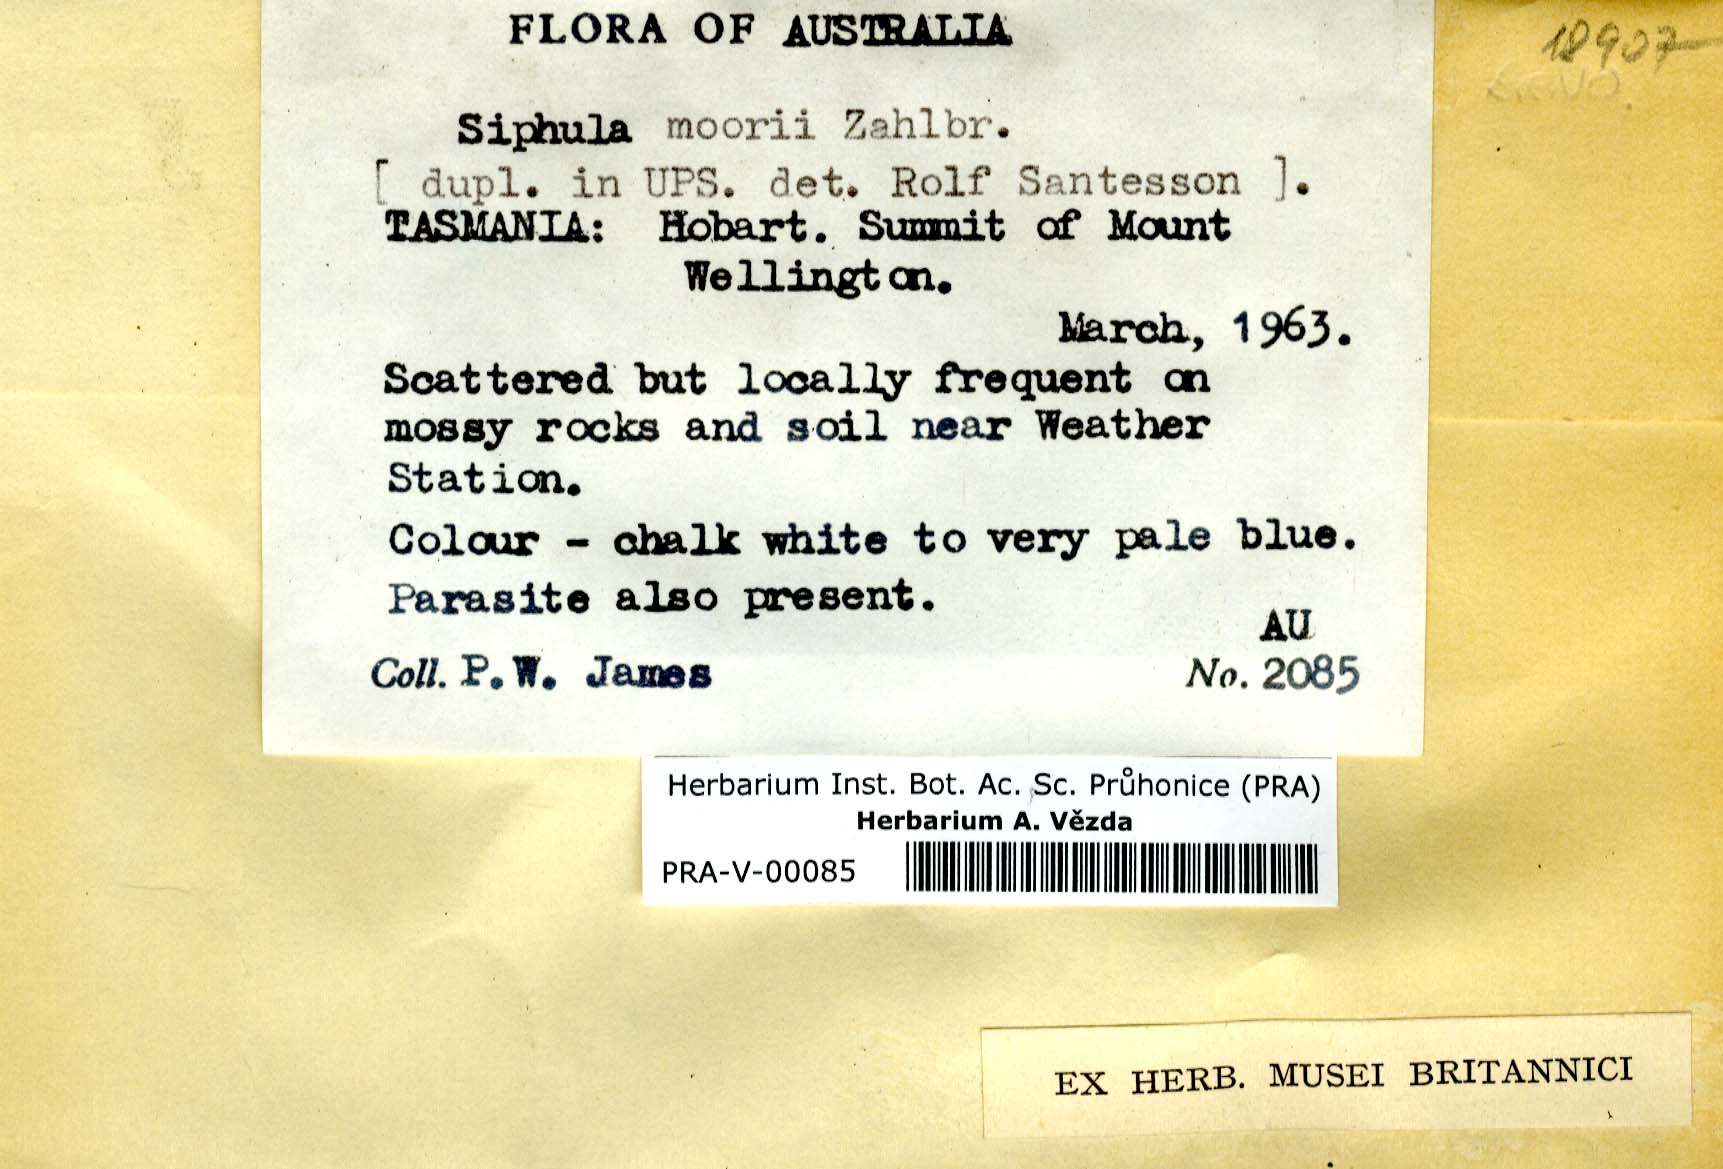 FLORA OF AUSTRALIA
18907
Siphula moorii Zahlbr.
[ dupl. in UPS. det. Rolf Santesson ].
TASMANIA: Hobart. Summit of Mount
Wellington.
March, 1963.
Scattered but locally frequent on
mossy rocks and soil near Weather
Station.
Colour - chalk white to very pale blue.
Parasite also present.
AU
Coll. P.W. James No. 2085
Herbarium Inst. Bot. Ac. Sc. Průhonice (PRA)
Herbarium A. Vězda
PRA-V-00085
EX HERB. MUSEI BRITANNICI